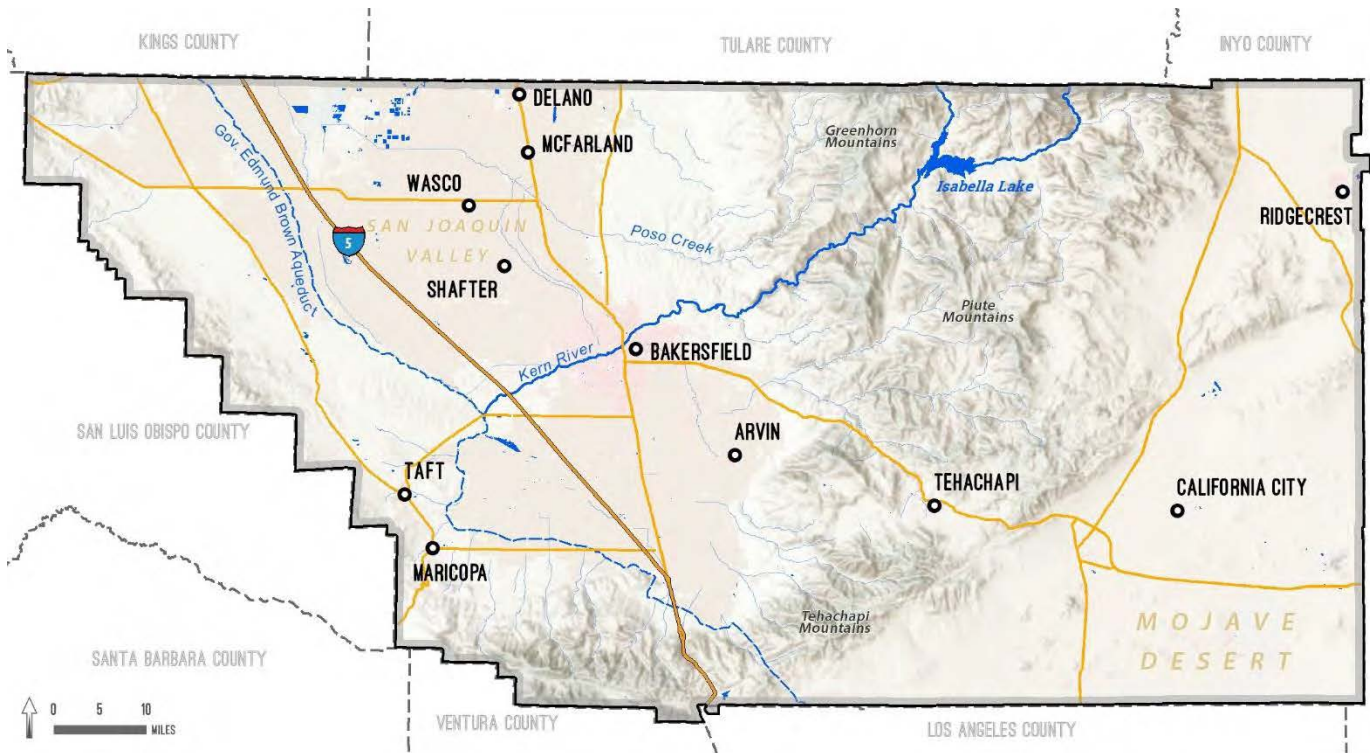 KINGS COUNTY
TULARE COUNTY
INYO COUNTY
DELANO
MCFARLAND
Greenhorn
Mountains
WASCO
Isabella Lake
RIDGECREST
Gov. Edmund Brown Aqueduct
SAN JOAQUIN
VALLEY
5
Poso Creek
SHAFTER
Piute
Mountains
BAKERSFIELD
Kern River
SAN LUIS OBISPO COUNTY
ARVIN
TAFT
TEHACHAPI
CALIFORNIA CITY
MARICOPA
Tehachapi
Mountains
MOJAVE
DESERT
SANTA BARBARA COUNTY
0 5 10
MILES
VENTURA COUNTY
LOS ANGELES COUNTY